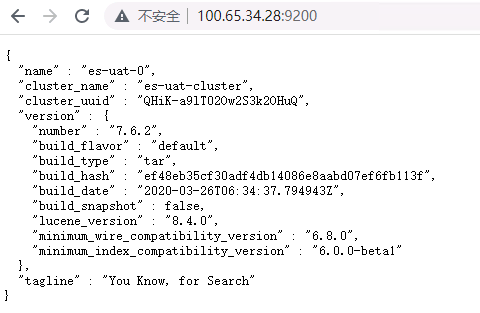 不安全 | 100.65.34.28:9200
{
"name" : "es-uat-0",
"cluster_name" : "es-uat-cluster",
"cluster_uuid" : "QHiK-a9lT020w2S3k2OHuQ",
"version" : {
"number" : "7.6.2",
"build_flavor" : "default",
"build_type" : "tar",
"build_hash" : "ef48eb35cf30adf4db14086e8aabd07ef6fb113f",
"build_date" : "2020-03-26T06:34:37.794943Z",
"build_snapshot" : false,
"lucene_version" : "8.4.0",
"minimum_wire_compatibility_version" : "6.8.0",
"minimum_index_compatibility_version" : "6.0.0-beta1"
},
"tagline" : "You Know, for Search"
}